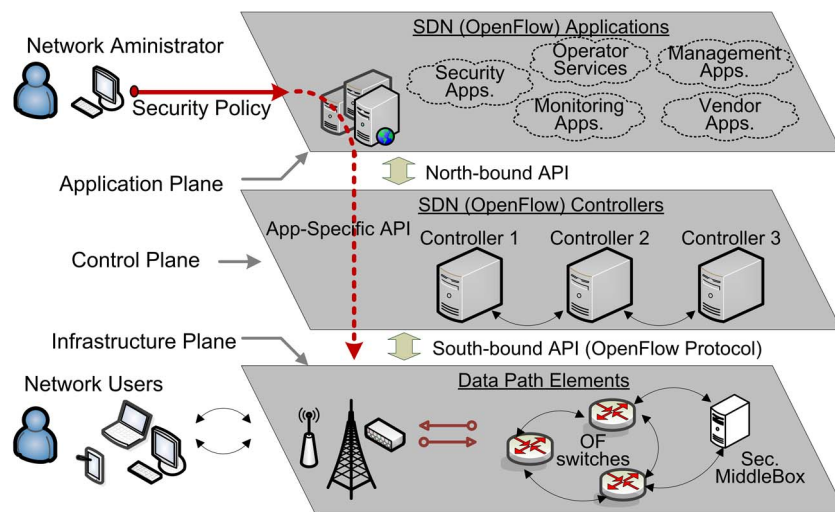 SDN (OpenFlow) Applications
Network Aministrator
Security Policy
Security
Apps.
Operator
Services
Management
Apps.
Monitoring
Apps.
Vendor
Apps.
Application Plane
North-bound API
SDN (OpenFlow) Controllers
App-Specific API
Controller 1
Controller 2
Controller 3
Control Plane
Infrastructure Plane
South-bound API (OpenFlow Protocol)
Network Users
Data Path Elements
OF
switches
Sec.
MiddleBox